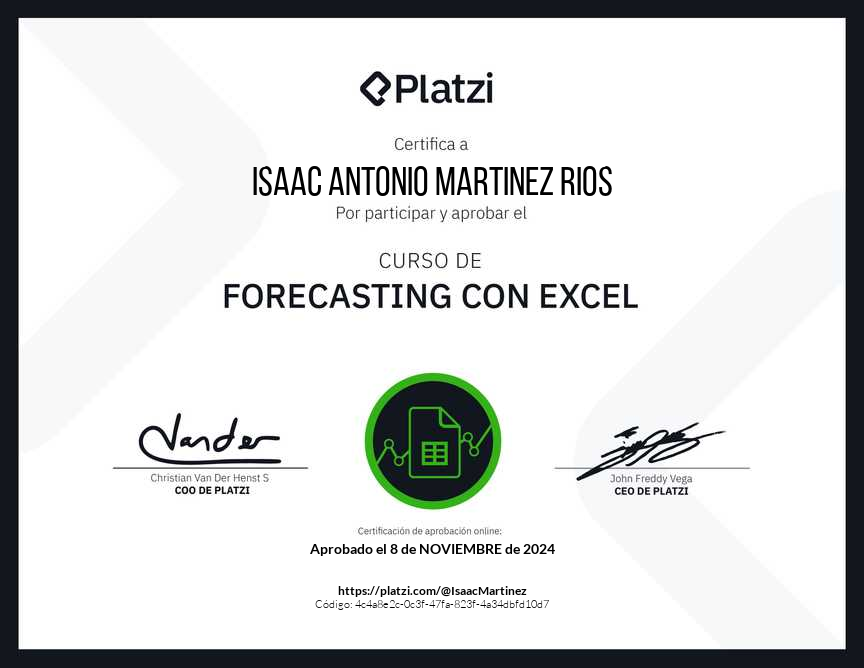 Platzi
Certifica a
ISAAC ANTONIO MARTINEZ RIOS
Por participar y aprobar el
CURSO DE
FORECASTING CON EXCEL
Vander
Christian Van Der Henst S
COO DE PLATZI
John Freddy Vega
CEO DE PLATZI
Certificación de aprobación online:
Aprobado el 8 de NOVIEMBRE de 2024
https://platzi.com/@IsaacMartinez
Código: 4c4a8e2c-0c3f-47fa-823f-4a34dbfd10d7